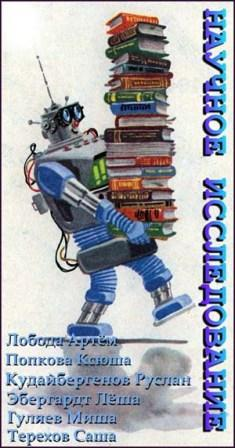 НАУЧНОЕ ИССЛЕДОВАНИЕ
Лобода Артём
Попкова Ксюша
Кудайбергенов Руслан
Эбергардт Лёша
Гуляев Миша
Терехов Саша